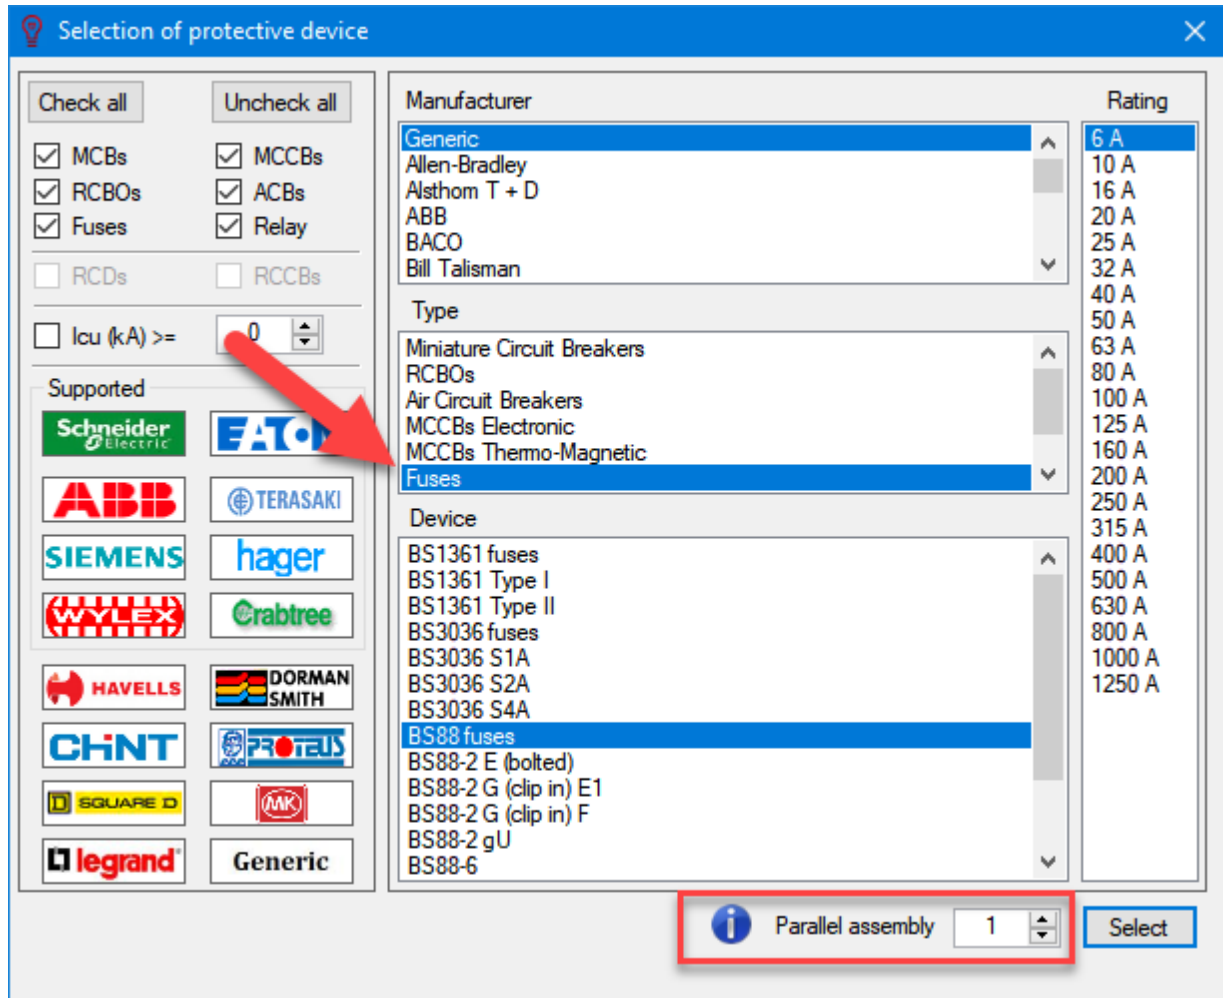 Selection of protective device
Check all
Uncheck all
MCBs
MCCBs
RCBOs
ACBs
Fuses
Relay
RCDs
RCCBs
Icu (kA) >=
0
Supported
Schneider
Electric
TERASAKI
ABB
SIEMENS
hager
WYLEX
Crabtree
HAVELLS
DORMAN
SMITH
CHiNT
PROTEUS
SQUARE D
MK
legrand
Generic
Manufacturer
Generic
Allen-Bradley
Alsthom T + D
ABB
BACO
Bill Talisman
Type
Miniature Circuit Breakers
RCBOs
Air Circuit Breakers
MCCBs Electronic
MCCBs Thermo-Magnetic
Fuses
Device
BS1361 fuses
BS1361 Type I
BS1361 Type II
BS3036 fuses
BS3036 S1A
BS3036 S2A
BS3036 S4A
BS88 fuses
BS88-2 E (bolted)
BS88-2 G (clip in) E1
BS88-2 G (clip in) F
BS88-2 gU
BS88-6
Rating
6 A
10 A
16 A
20 A
25 A
32 A
40 A
50 A
63 A
80 A
100 A
125 A
160 A
200 A
250 A
315 A
400 A
500 A
630 A
800 A
1000 A
1250 A
Parallel assembly
1
Select